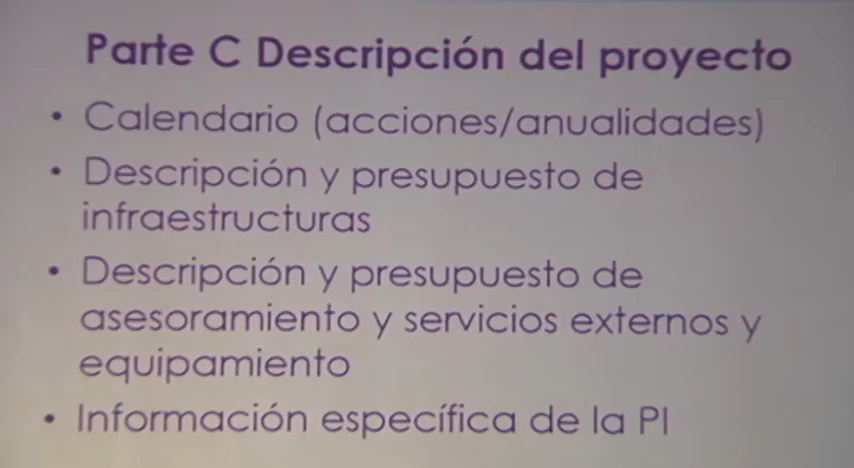 Parte C Descripción del proyecto
• Calendario (acciones/anualidades)
• Descripción y presupuesto de
infraestructuras
• Descripción y presupuesto de
asesoramiento y servicios externos y
equipamiento
• Información específica de la PI